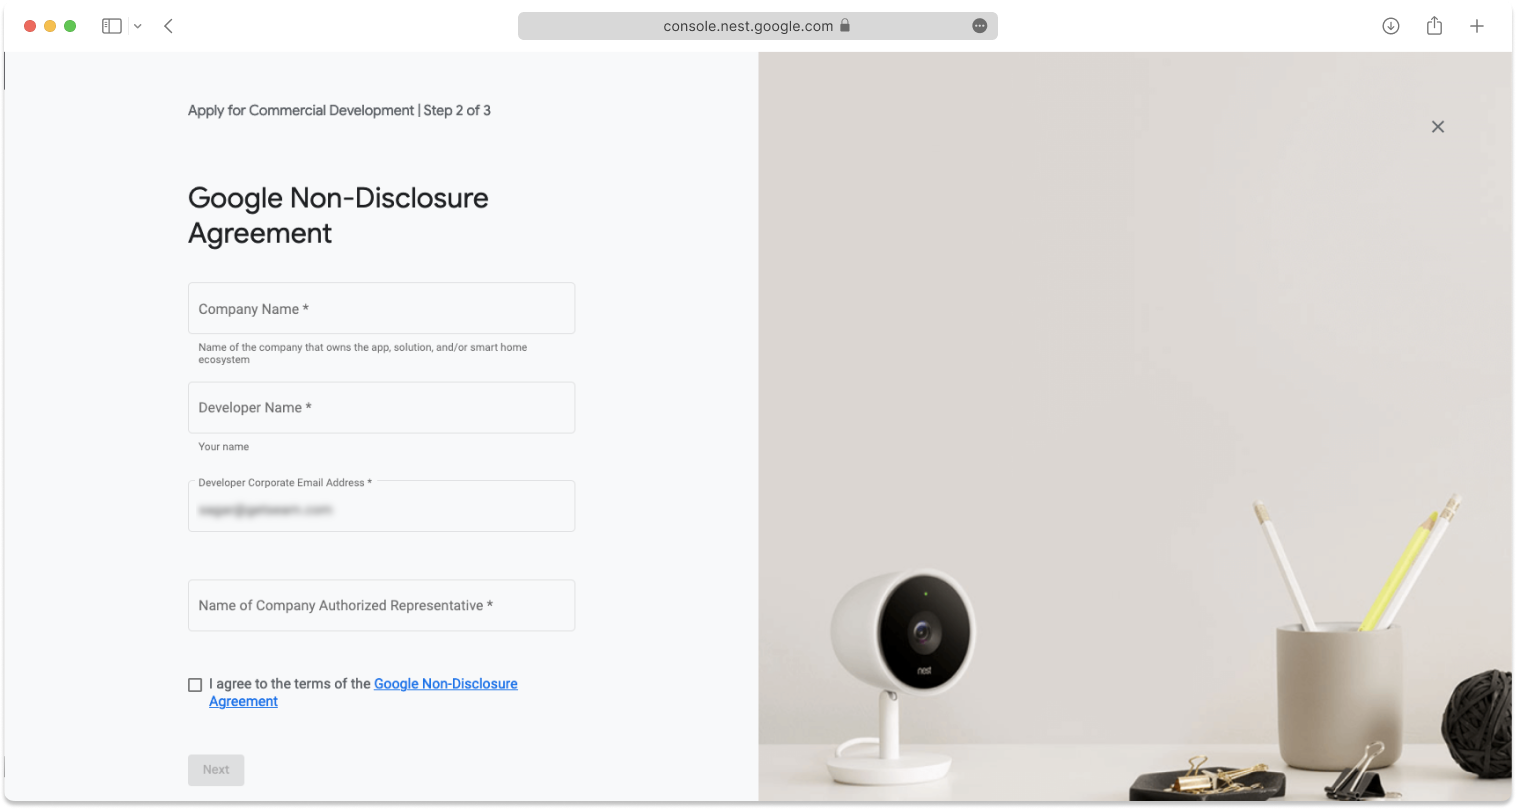 console.nest.google.com
Apply for Commercial Development | Step 2 of 3
Google Non-Disclosure
Agreement
Company Name *
Name of the company that owns the app, solution, and/or smart home
ecosystem
Developer Name *
Your name
Developer Corporate Email Address *
Name of Company Authorized Representative *
I agree to the terms of the Google Non-Disclosure
Agreement
Next
nest